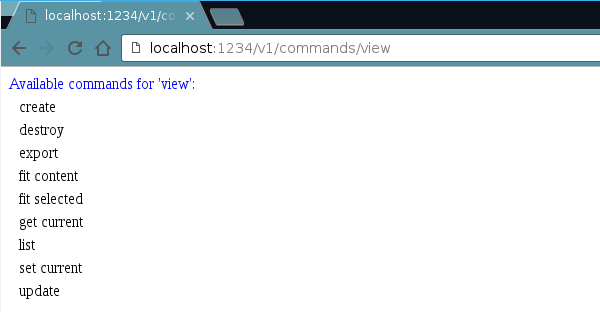 localhost:1234/v1/co
localhost:1234/v1/commands/view
Available commands for 'view':
create
destroy
export
fit content
fit selected
get current
list
set current
update